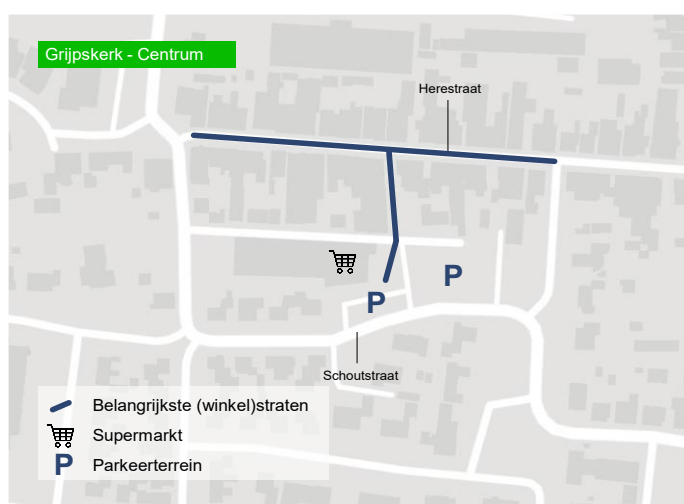 Grijpskerk - Centrum
Herestraat
P
P
Schoutstraat
Belangrijkste (winkel)straten
Supermarkt
P Parkeerterrein